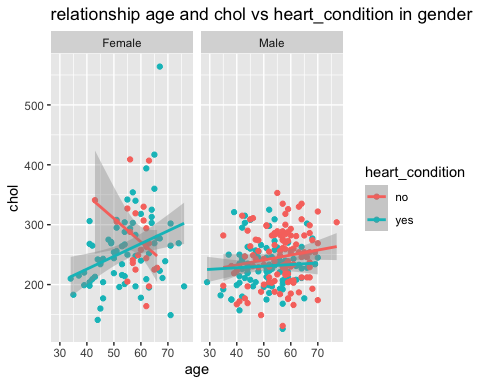 relationship age and chol vs heart_condition in gender
Female
Male
500
400
300
200
chol
30 40 50 60 70
30 40 50 60 70
age
heart_condition
no
yes